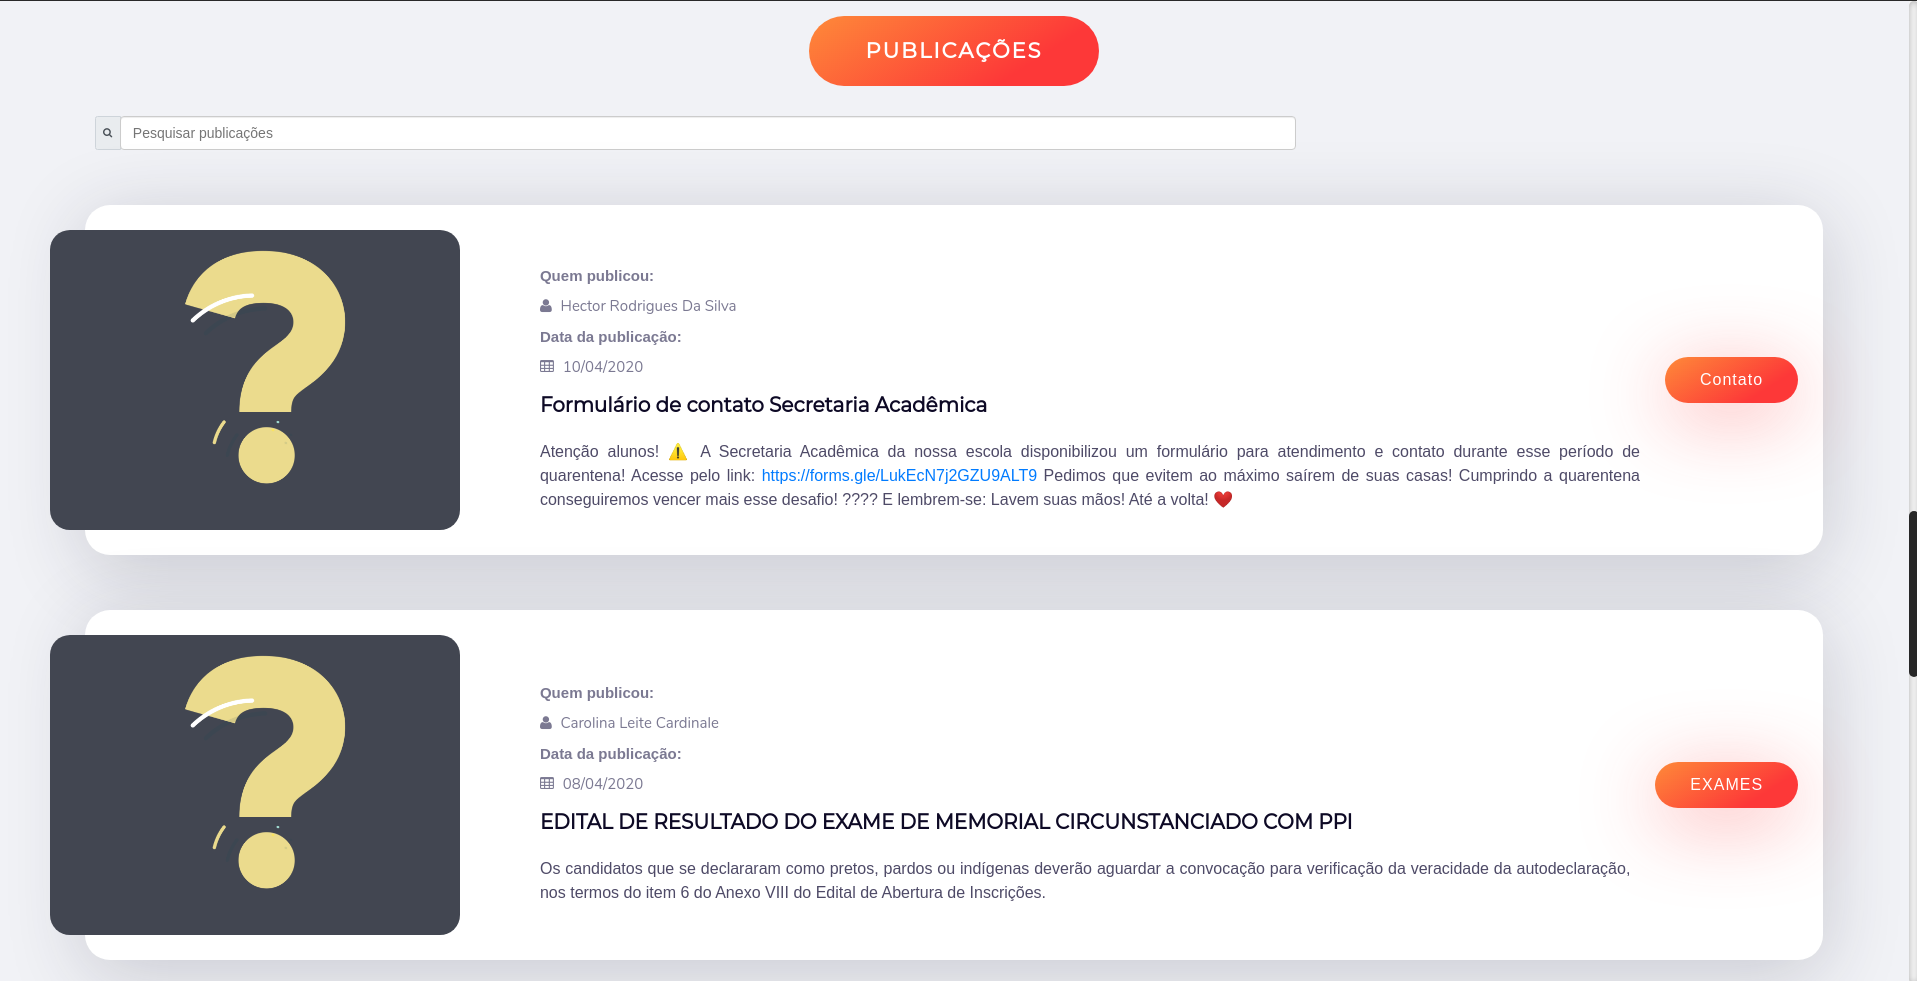 PUBLICAÇÕES
Pesquisar publicações
Quem publicou:
Hector Rodrigues Da Silva
Data da publicação:
10/04/2020
Formulário de contato Secretaria Acadêmica
Atenção alunos! ⚠️ A Secretaria Acadêmica da nossa escola disponibilizou um formulário para atendimento e contato durante esse período de
quarentena! Acesse pelo link: https://forms.gle/LukEcN7j2GZU9ALT9 Pedimos que evitem ao máximo saírem de suas casas! Cumprindo a quarentena
conseguiremos vencer mais esse desafio! ???? E lembrem-se: Lavem suas mãos! Até a volta! ❤️
Contato
Quem publicou:
Carolina Leite Cardinale
Data da publicação:
08/04/2020
EDITAL DE RESULTADO DO EXAME DE MEMORIAL CIRCUNSTANCIADO COM PPI
Os candidatos que se declararam como pretos, pardos ou indígenas deverão aguardar a convocação para verificação da veracidade da autodeclaração,
nos termos do item 6 do Anexo VIII do Edital de Abertura de Inscrições.
EXAMES